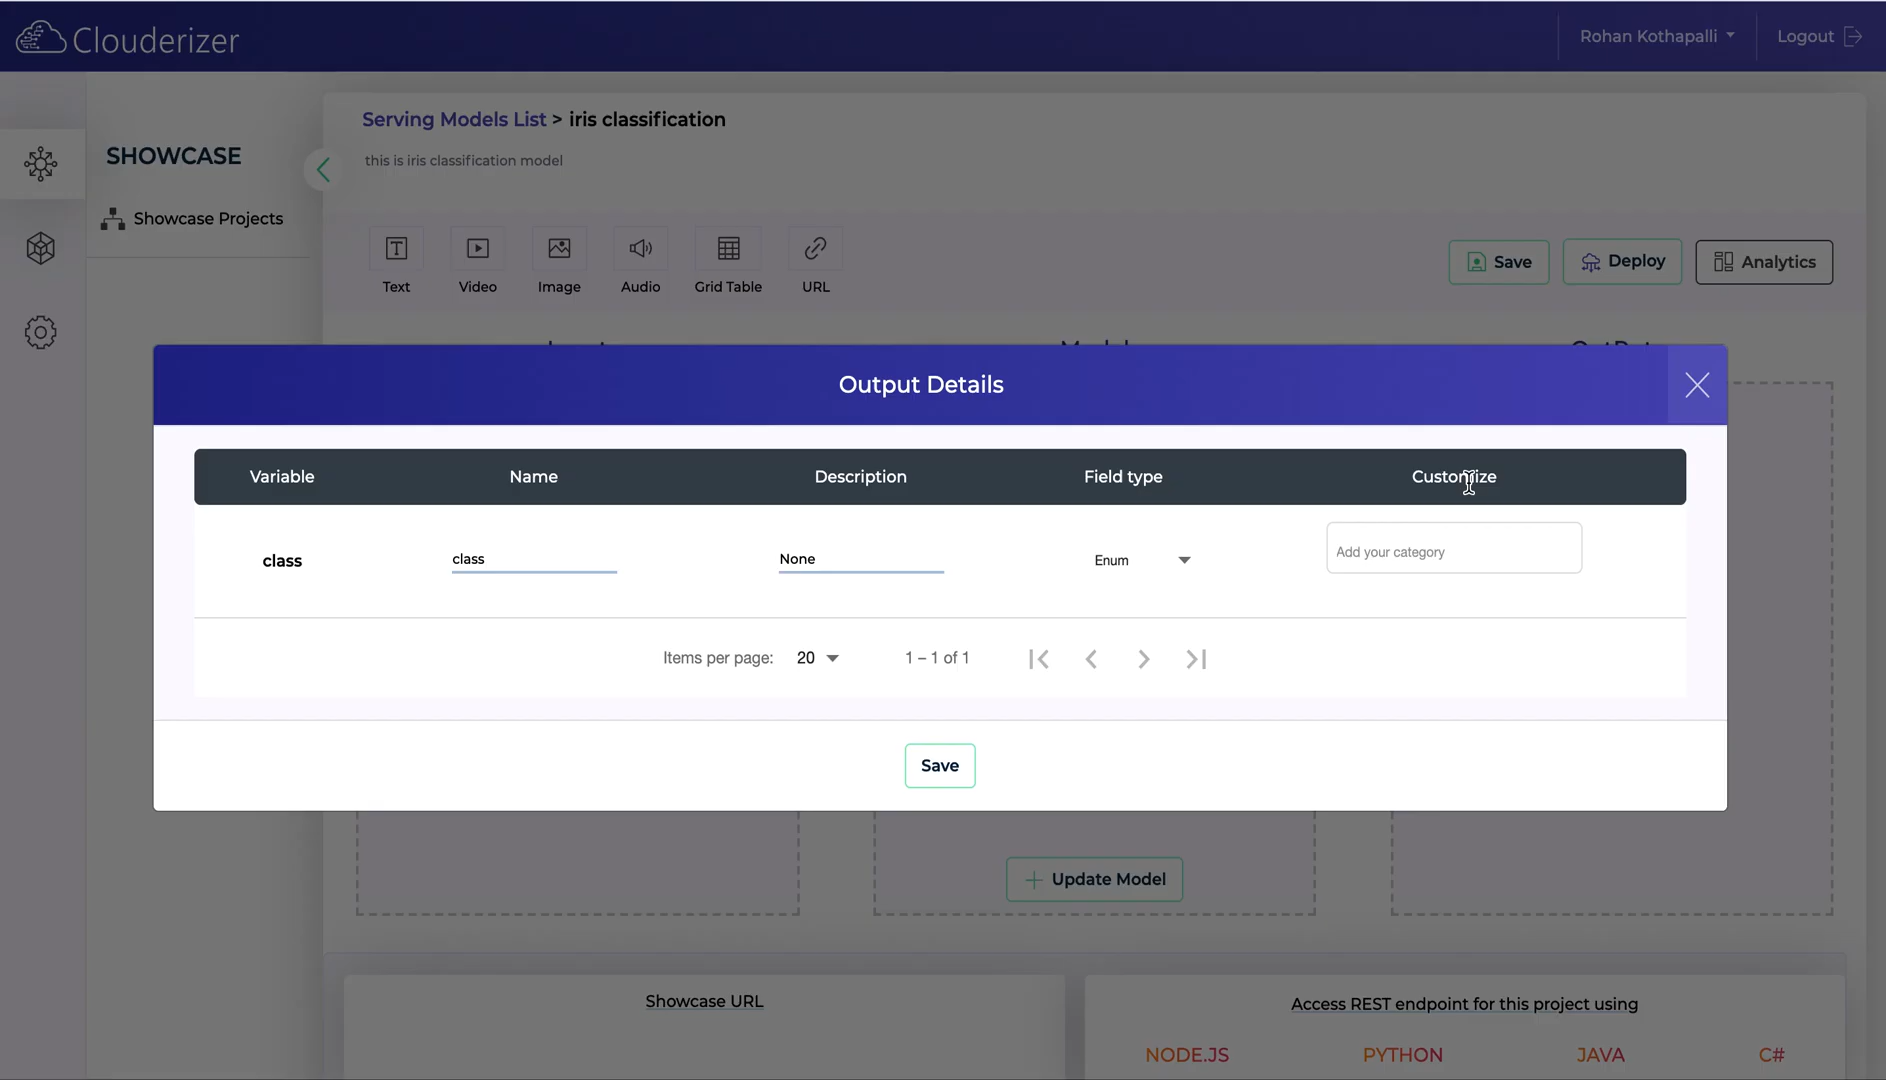 Clouderizer
Rohan Kothapalli
Logout
Serving Models List > iris classification
this is iris classification model
SHOWCASE
Showcase Projects
Text
Video
Image
Audio
Grid Table
URL
Save
Deploy
Analytics
Output Details
Variable
Name
Description
Field type
Customize
class
class
None
Enum
Add your category
Items per page:
20
1 – 1 of 1
Save
Update Model
Showcase URL
Access REST endpoint for this project using
NODE.JS
PYTHON
JAVA
C#